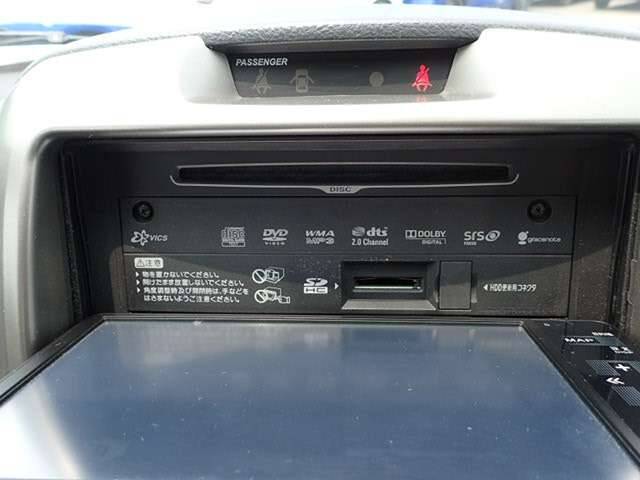 PASSENGER
DISC
VICS
COMPACT disc
DVD VIDEO
WMA MP3
dts 2.0 Channel
DOLBY DIGITAL
SRS
gracenote
注意
物を置かないでください。
開けたまま放置しないでください。
角度調整時及び開閉時は、手などを
はさまないようご注意ください。
SD HC
HDD使用用コネクタ
MAP
+